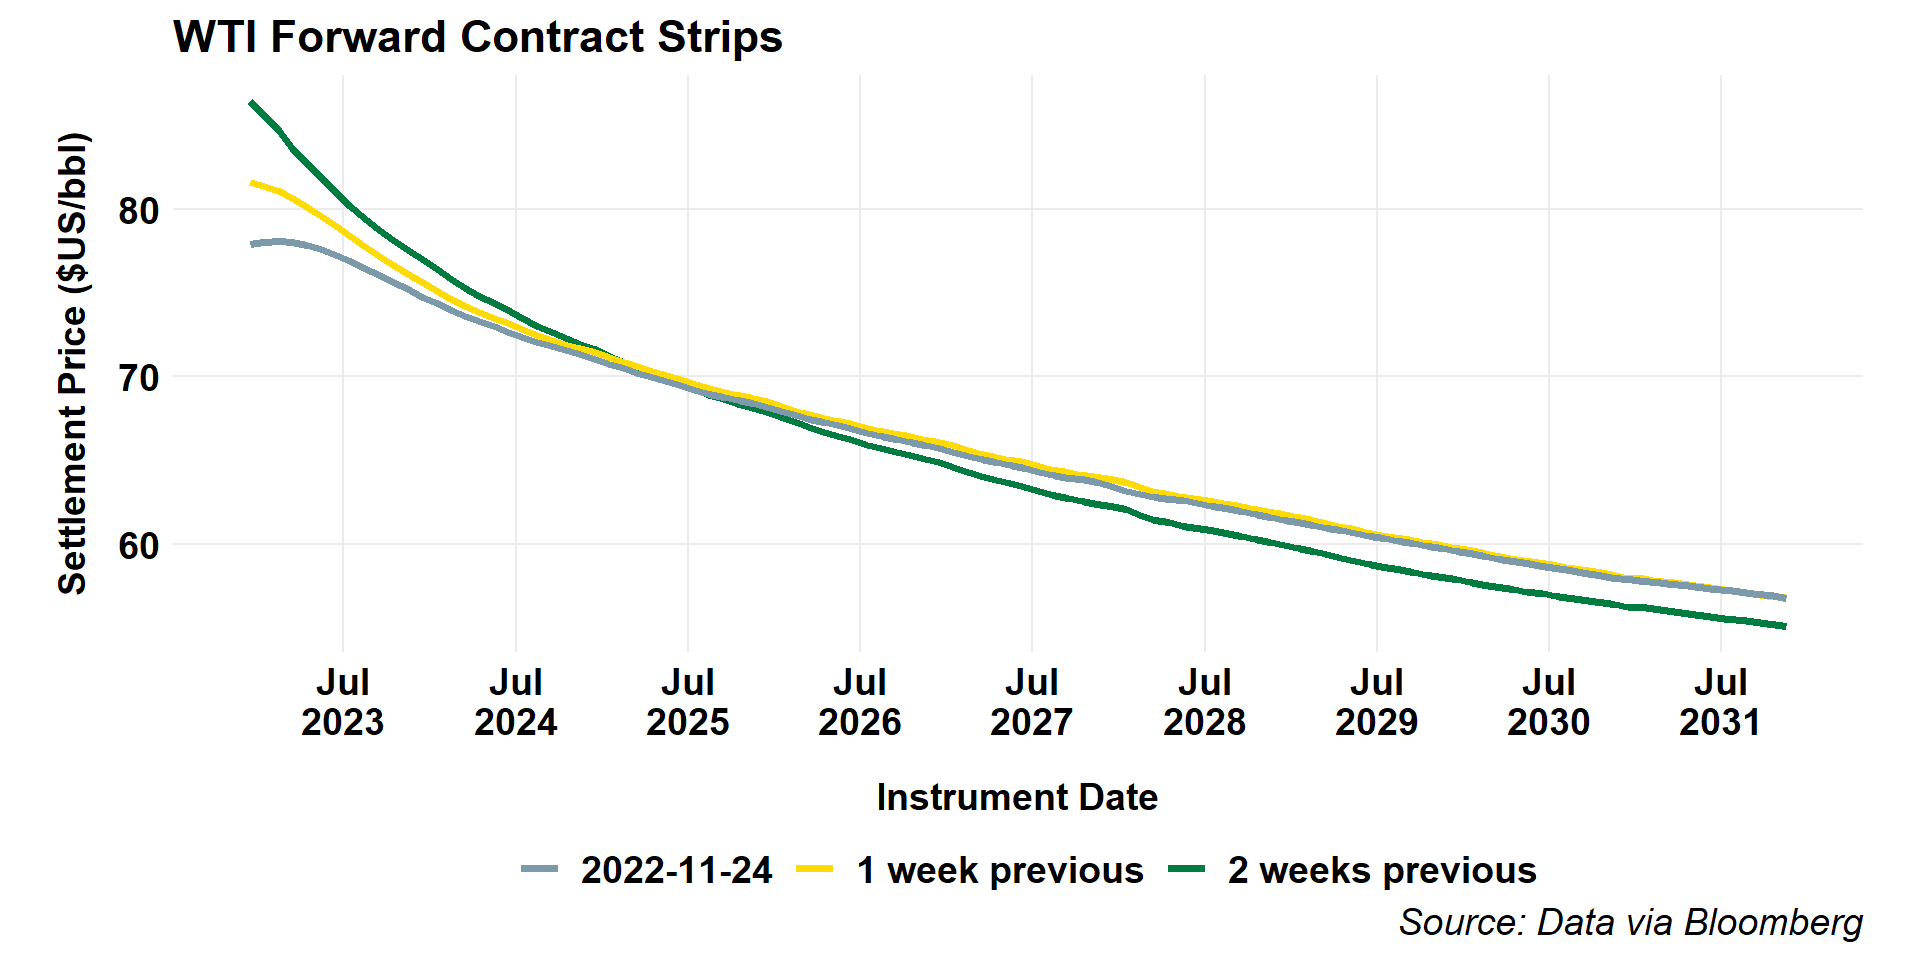 WTI Forward Contract Strips
Settlement Price ($US/bbl)
80
70
60
Jul Jul Jul Jul Jul Jul Jul Jul Jul
2023 2024 2025 2026 2027 2028 2029 2030 2031
Instrument Date
2022-11-24 1 week previous 2 weeks previous
Source: Data via Bloomberg